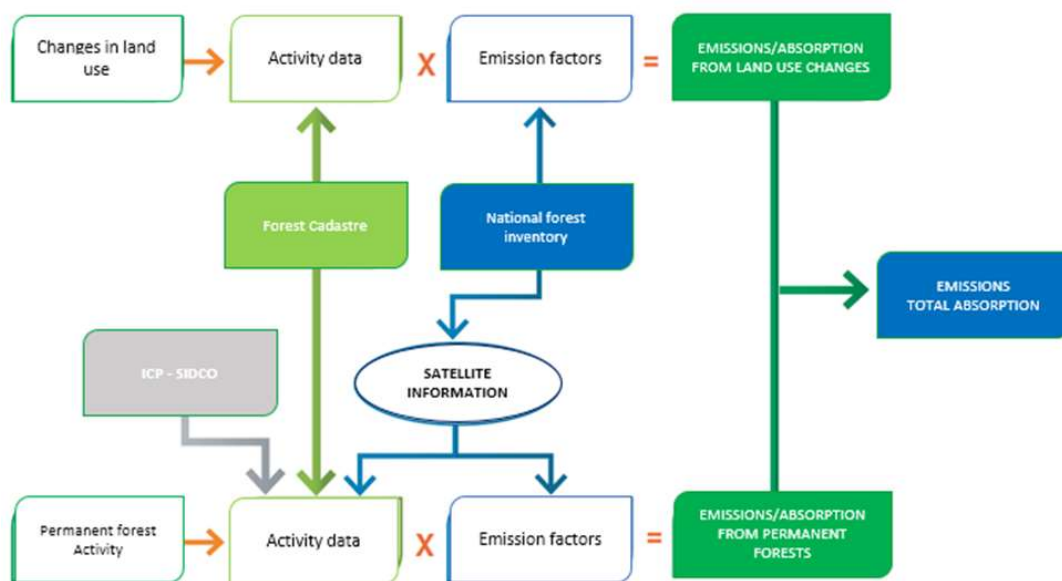 Changes in land
use
Activity data
X
Emission factors
=
EMISSIONS/ABSORPTION
FROM LAND USE CHANGES
Forest Cadastre
National forest
inventory
EMISSIONS
TOTAL ABSORPTION
ICP - SIDCO
SATELLITE
INFORMATION
Permanent forest
Activity
Activity data
X
Emission factors
=
EMISSIONS/ABSORPTION
FROM PERMANENT
FORESTS